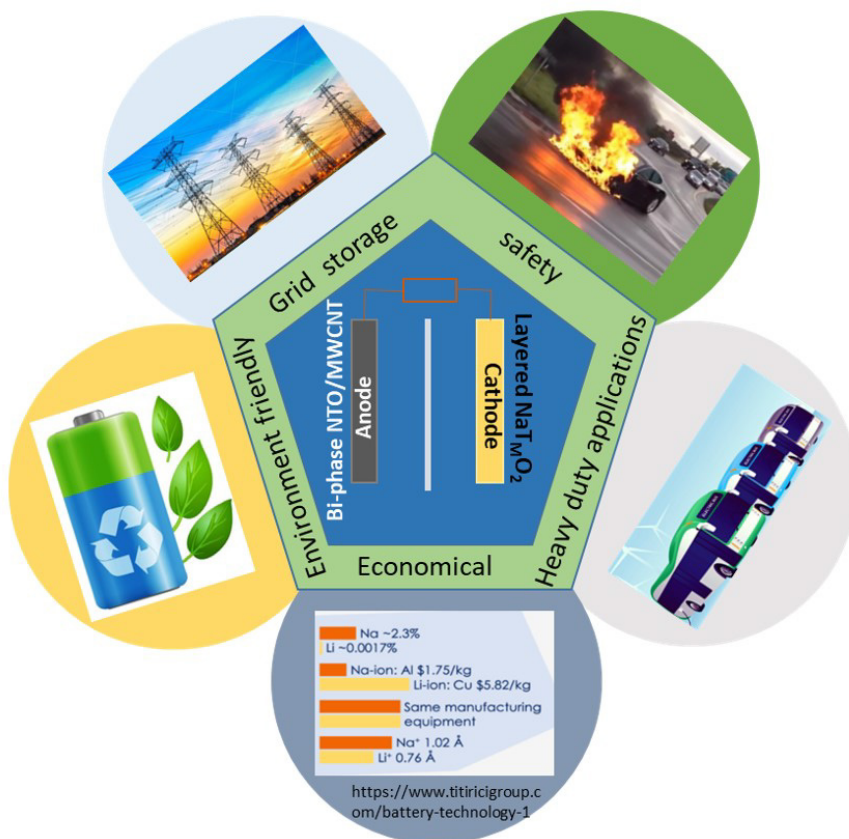 Grid storage
safety
Environment friendly
Heavy duty applications
Economical
Bi-phase NTO/MWCNT
Anode
Layered NaTMO2
Cathode
Na ~2.3%
Li ~0.0017%
Na-ion: Al $1.75/kg
Li-ion: Cu $5.82/kg
Same manufacturing
equipment
Na⁺ 1.02 Å
Li⁺ 0.76 Å
https://www.titiricigroup.c
om/battery-technology-1